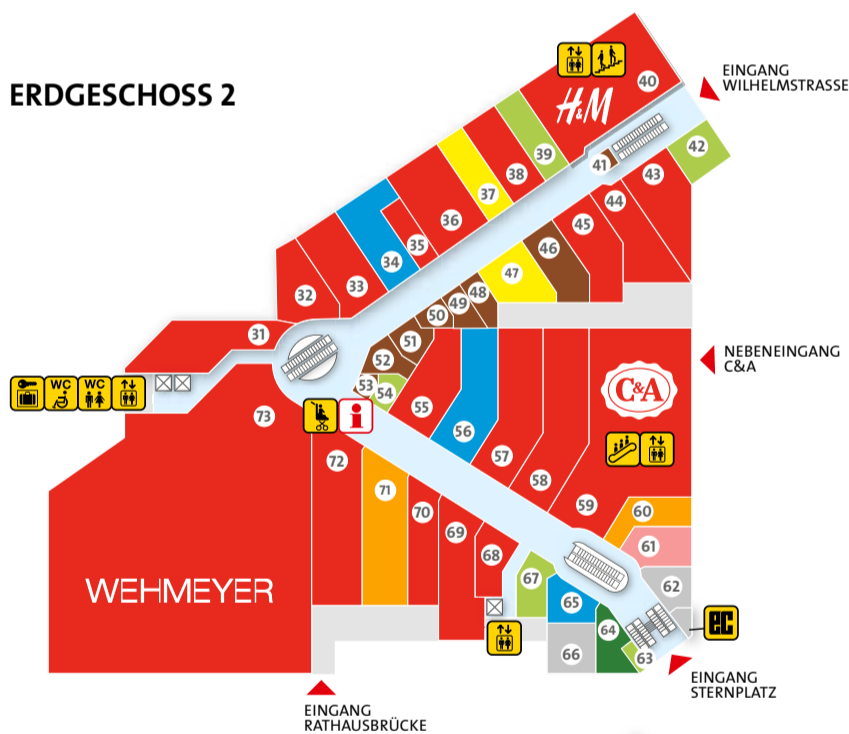 ERDGESCHOSS 2
EINGANG
WILHELMSTRASSE
40
H&M
39
41
42
38
43
37
44
36
45
35
46
34
47
33
48
32
49
50
31
51
52
53
54
NEBENEINGANG
C&A
C&A
WC
WC
i
73
55
56
72
57
71
58
70
59
69
60
68
61
67
62
65
64
66
63
WEHMEYER
ec
EINGANG
STERNPLATZ
EINGANG
RATHAUSBRÜCKE